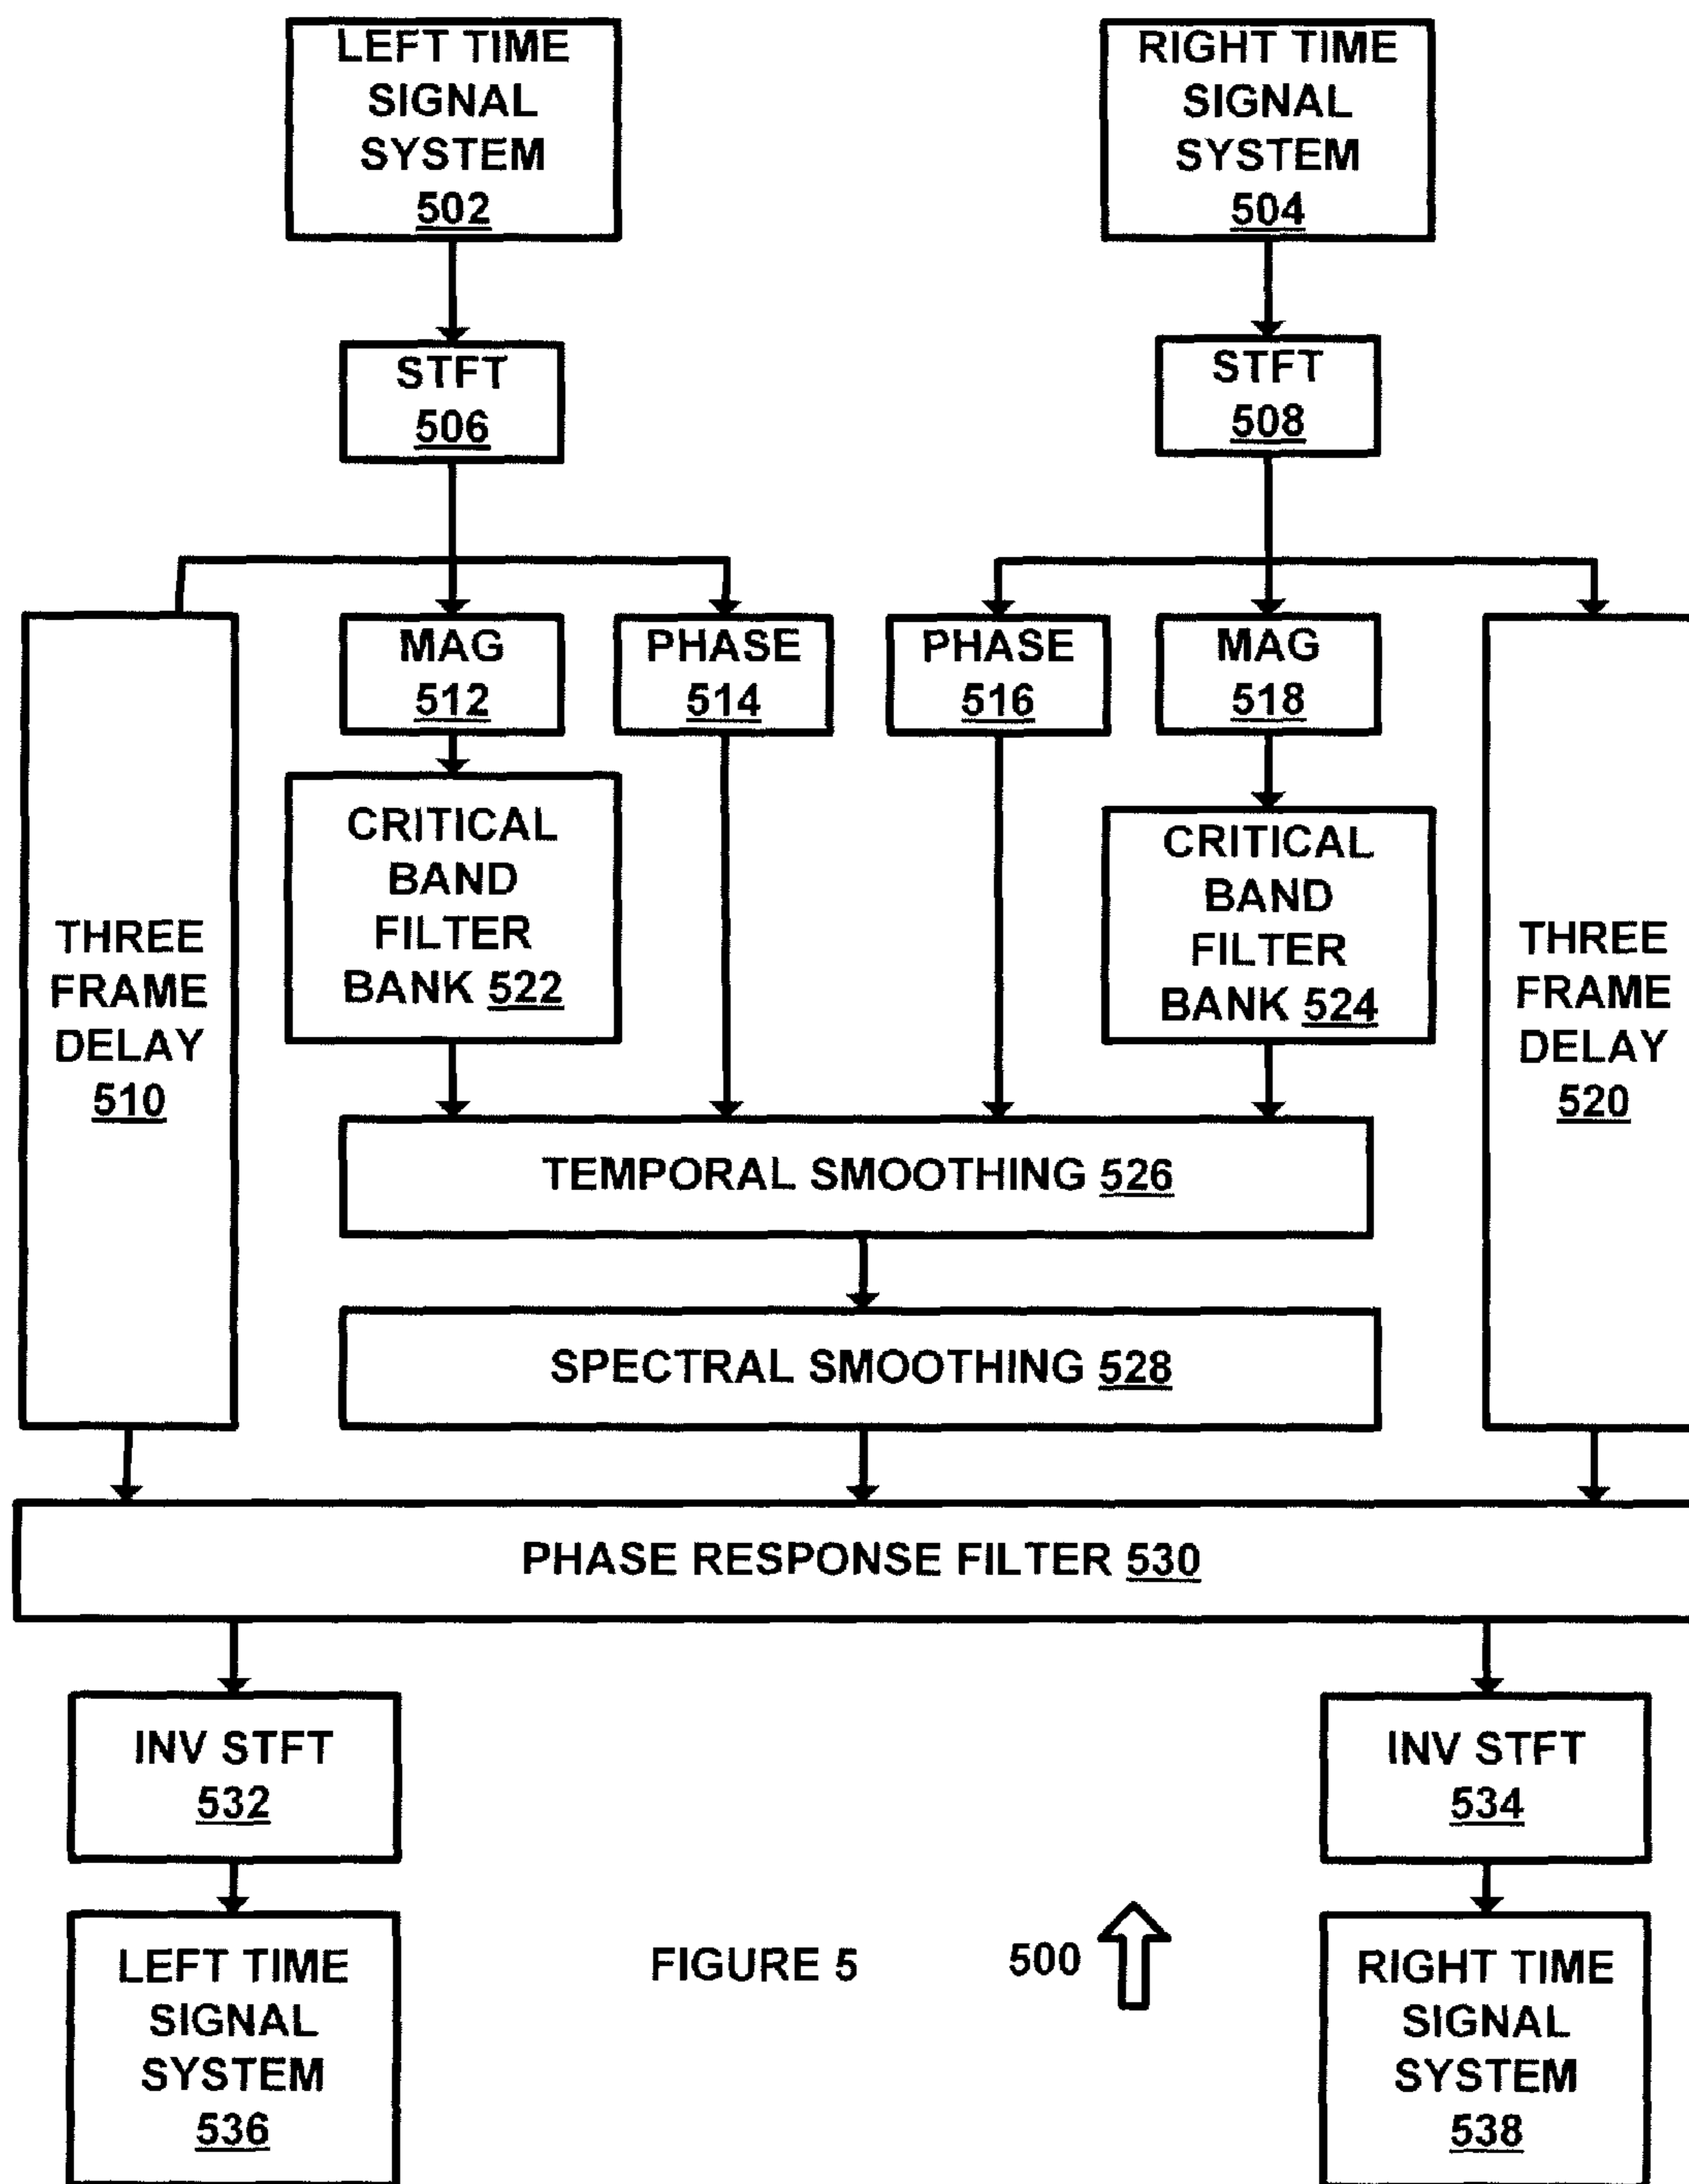 LEFT TIME
SIGNAL
SYSTEM
502
RIGHT TIME
SIGNAL
SYSTEM
504
STFT
506
STFT
508
THREE
FRAME
DELAY
510
MAG
512
PHASE
514
PHASE
516
MAG
518
THREE
FRAME
DELAY
520
CRITICAL
BAND
FILTER
BANK 522
CRITICAL
BAND
FILTER
BANK 524
TEMPORAL SMOOTHING 526
SPECTRAL SMOOTHING 528
PHASE RESPONSE FILTER 530
INV STFT
532
INV STFT
534
LEFT TIME
SIGNAL
SYSTEM
536
FIGURE 5
500
RIGHT TIME
SIGNAL
SYSTEM
538